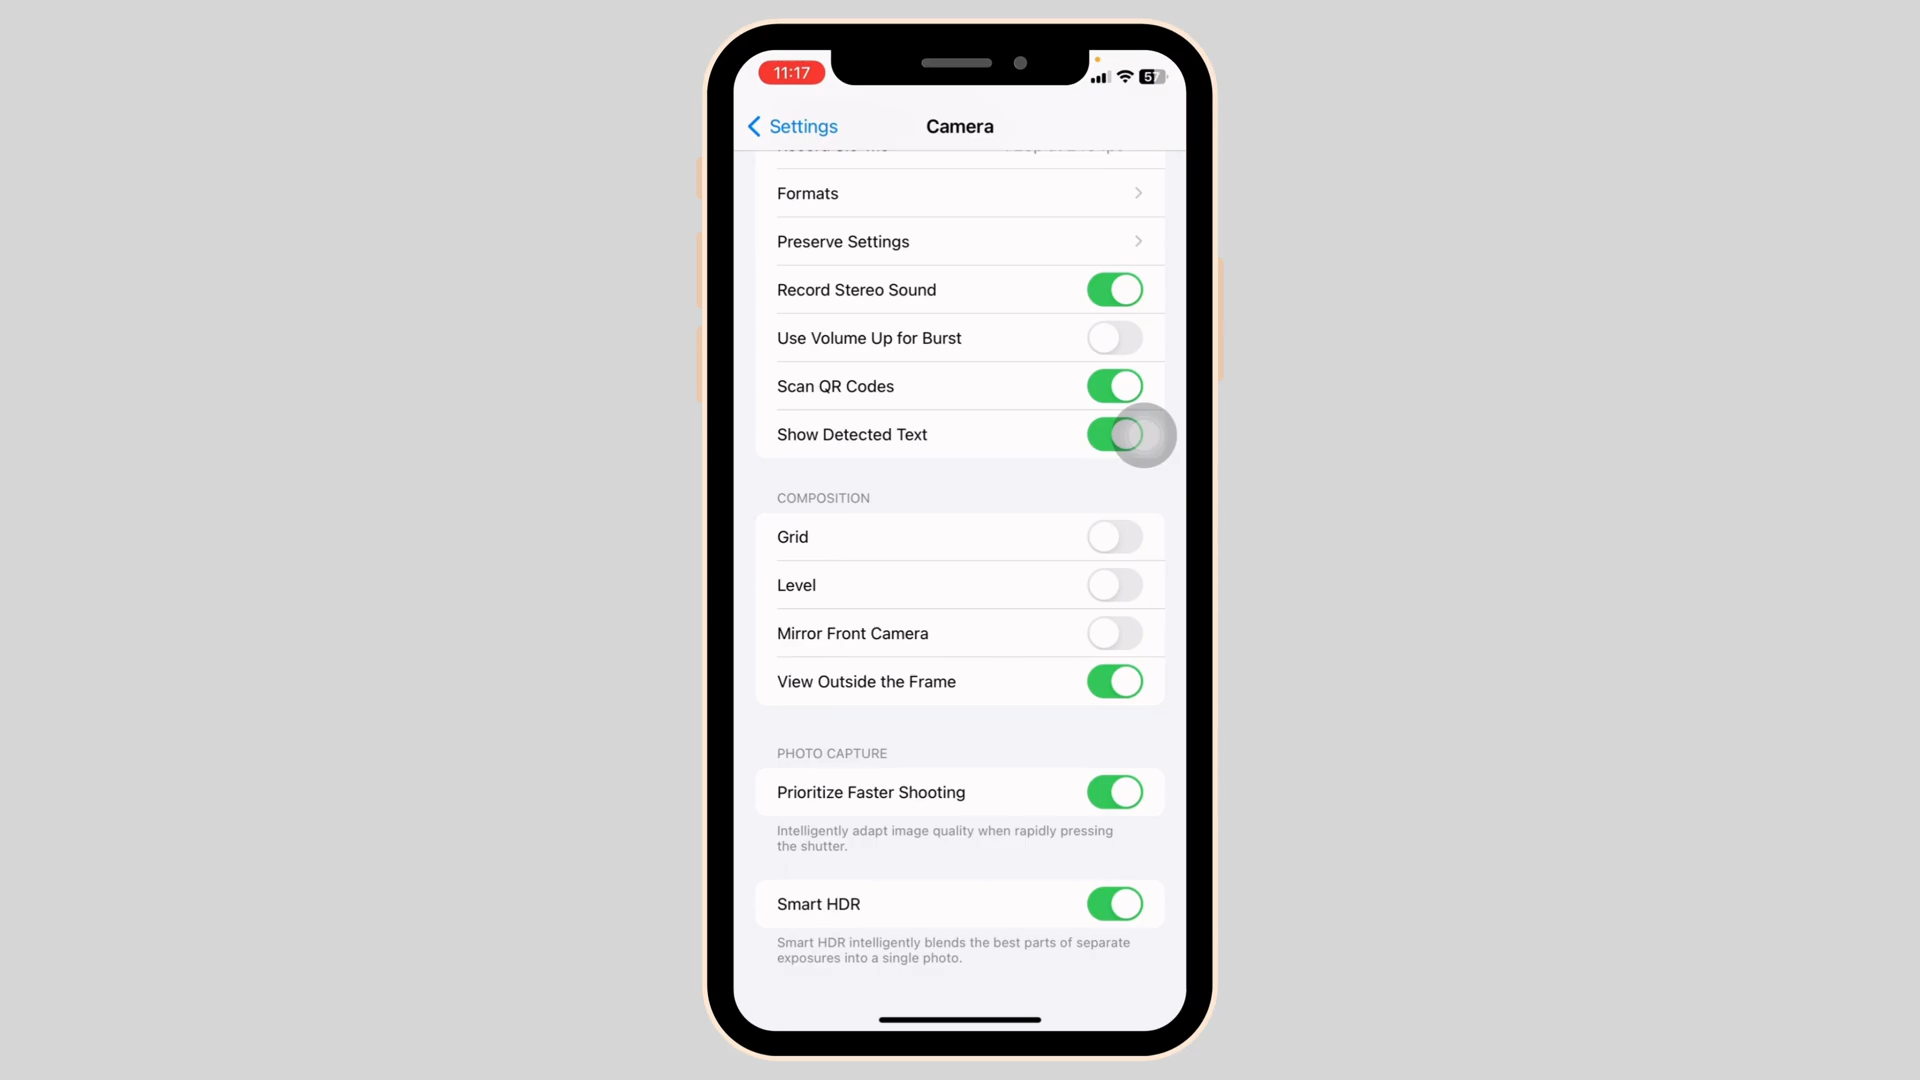 11:17
57
Settings
Camera
Formats
Preserve Settings
Record Stereo Sound
Use Volume Up for Burst
Scan QR Codes
Show Detected Text
COMPOSITION
Grid
Level
Mirror Front Camera
View Outside the Frame
PHOTO CAPTURE
Prioritize Faster Shooting
Intelligently adapt image quality when rapidly pressing
the shutter.
Smart HDR
Smart HDR intelligently blends the best parts of separate
exposures into a single photo.